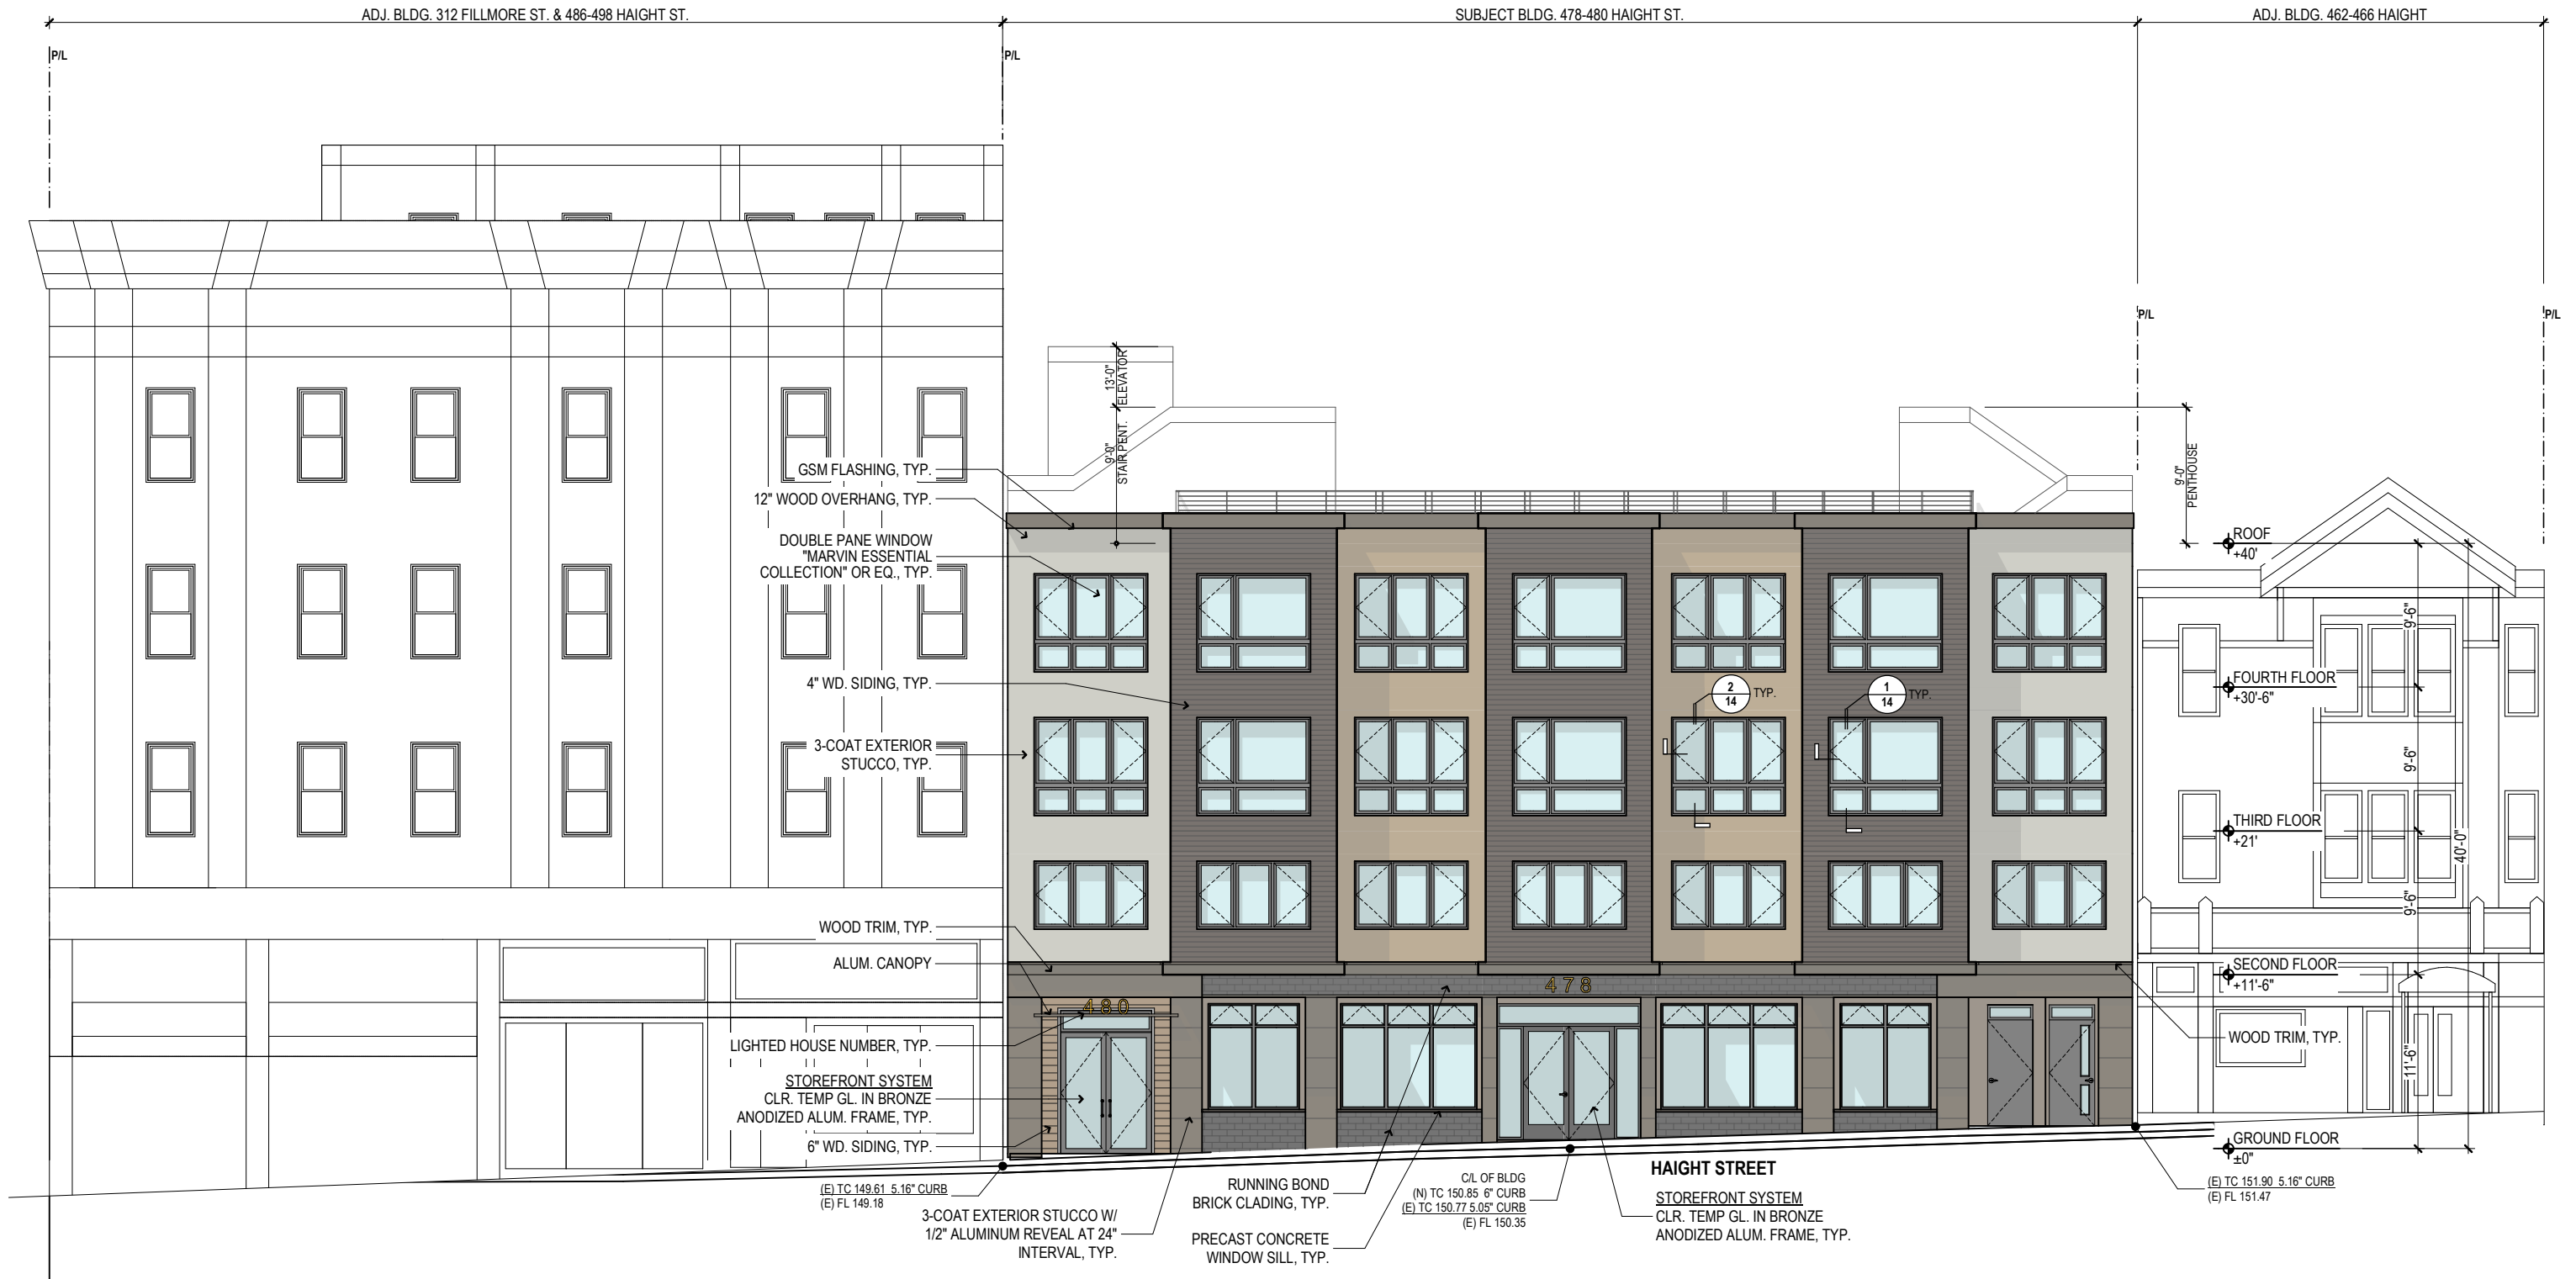 ADJ. BLDG. 312 FILLMORE ST. & 486-498 HAIGHT ST.
SUBJECT BLDG. 478-480 HAIGHT ST.
ADJ. BLDG. 462-466 HAIGHT
P/L
P/L
P/L
P/L
13'-0"
ELEVATOR
9'-0"
STAIR PENT.
9'-0"
PENTHOUSE
GSM FLASHING, TYP.
12" WOOD OVERHANG, TYP.
DOUBLE PANE WINDOW
"MARVIN ESSENTIAL
COLLECTION" OR EQ., TYP.
4" WD. SIDING, TYP.
3-COAT EXTERIOR
STUCCO, TYP.
WOOD TRIM, TYP.
ALUM. CANOPY
LIGHTED HOUSE NUMBER, TYP.
STOREFRONT SYSTEM
CLR. TEMP GL. IN BRONZE
ANODIZED ALUM. FRAME, TYP.
6" WD. SIDING, TYP.
2
14
TYP.
1
14
TYP.
480
478
ROOF
+40'
9'-6"
FOURTH FLOOR
+30'-6"
9'-6"
THIRD FLOOR
+21'
40'-0"
9'-6"
SECOND FLOOR
+11'-6"
WOOD TRIM, TYP.
11'-6"
GROUND FLOOR
±0"
(E) TC 149.61 5.16" CURB
(E) FL 149.18
3-COAT EXTERIOR STUCCO W/
1/2" ALUMINUM REVEAL AT 24"
INTERVAL, TYP.
RUNNING BOND
BRICK CLADING, TYP.
PRECAST CONCRETE
WINDOW SILL, TYP.
C/L OF BLDG
(N) TC 150.85 6" CURB
(E) TC 150.77 5.05" CURB
(E) FL 150.35
HAIGHT STREET
STOREFRONT SYSTEM
CLR. TEMP GL. IN BRONZE
ANODIZED ALUM. FRAME, TYP.
(E) TC 151.90 5.16" CURB
(E) FL 151.47